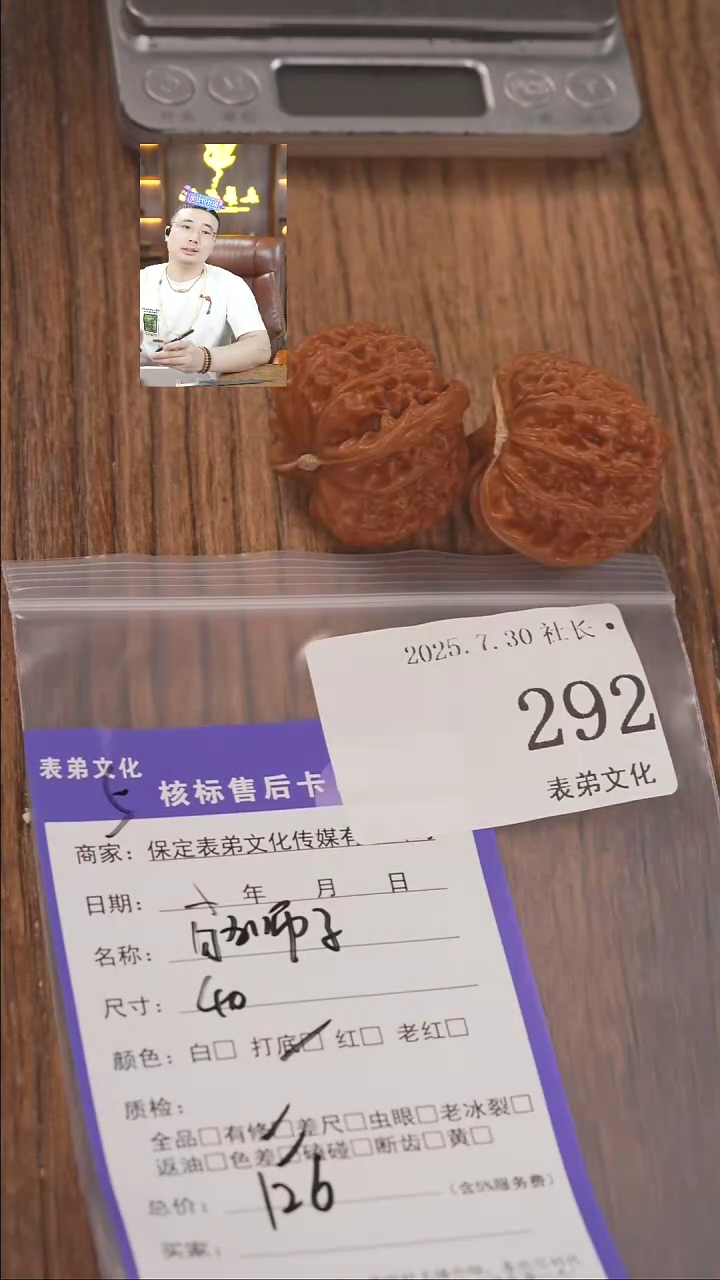 2025.7.30 社长
292
表弟文化
表弟文化
5
核标售后卡
商家：保定表弟文化传媒有
日期： 年 月 日
名称： 狮子
尺寸：40
颜色：白□ 打底□ 红□ 老红□
质检：
全品□有修□差尺□虫眼□老冰裂□
返油□色差□磕碰□断齿□黄□
总价：126（含5%服务费）
买家：